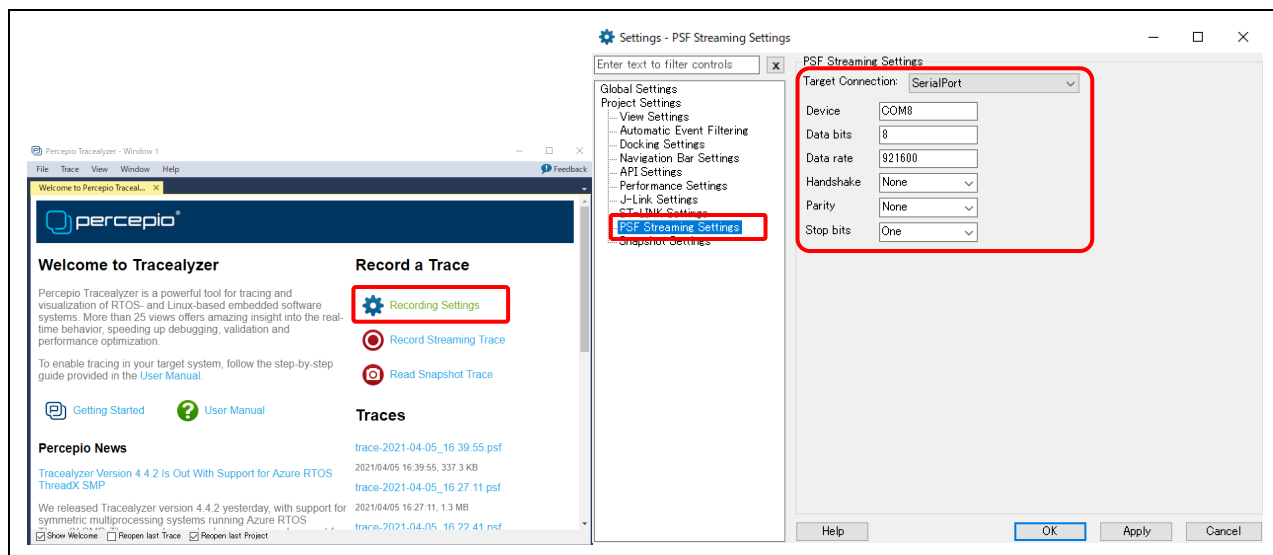 Percepio Tracealyzer - Window 1
File Trace View Window Help
Feedback
Welcome to Percepio Traceal...
percepio
Welcome to Tracealyzer
Percepio Tracealyzer is a powerful tool for tracing and
visualization of RTOS- and Linux-based embedded software
systems. More than 25 views offers amazing insight into the real-
time behavior, speeding up debugging, validation and
performance optimization.
To enable tracing in your target system, follow the step-by-step
guide provided in the User Manual.
Getting Started
User Manual
Percepio News
Tracealyzer Version 4.4.2 Is Out With Support for Azure RTOS
ThreadX SMP
We released Tracealyzer version 4.4.2 yesterday, with support for
symmetric multiprocessing systems running Azure RTOS
Record a Trace
Recording Settings
Record Streaming Trace
Read Snapshot Trace
Traces
trace-2021-04-05_16.39.55.psf
2021/04/05 16:39:55, 337.3 KB
trace-2021-04-05_16.27.11.psf
2021/04/05 16:27:11, 1.3 MB
trace-2021-04-05_16.22.41.psf
Show Welcome Reopen last Trace Reopen last Project
Settings - PSF Streaming Settings
Enter text to filter controls x
Global Settings
Project Settings
View Settings
Automatic Event Filtering
Docking Settings
Navigation Bar Settings
API Settings
Performance Settings
J-Link Settings
ST-LINK Settings
PSF Streaming Settings
Snapshot Settings
PSF Streaming Settings
Target Connection: SerialPort
Device COM8
Data bits 8
Data rate 921600
Handshake None
Parity None
Stop bits One
Help OK Apply Cancel